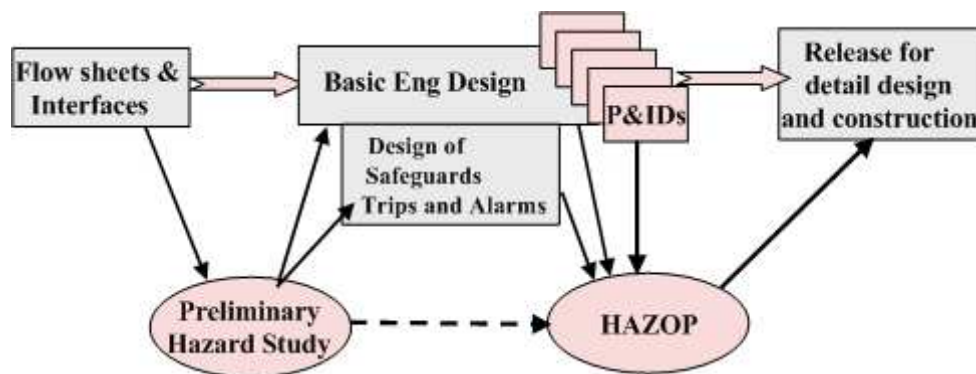 Flow sheets &
Interfaces
Basic Eng Design
P&IDs
Release for
detail design
and construction
Design of
Safeguards
Trips and Alarms
Preliminary
Hazard Study
HAZOP